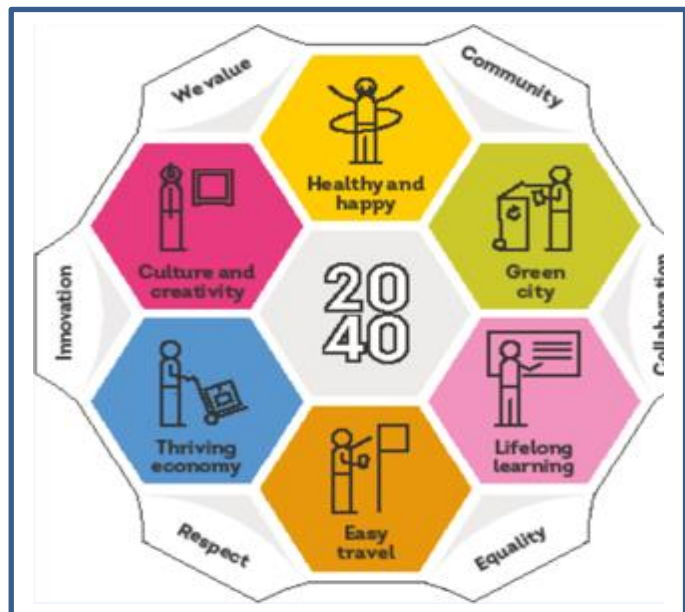 We value
Community
Collaboration
Equality
Respect
Innovation
Healthy and
happy
Green
city
Lifelong
learning
Easy
travel
Thriving
economy
Culture and
creativity
20
40